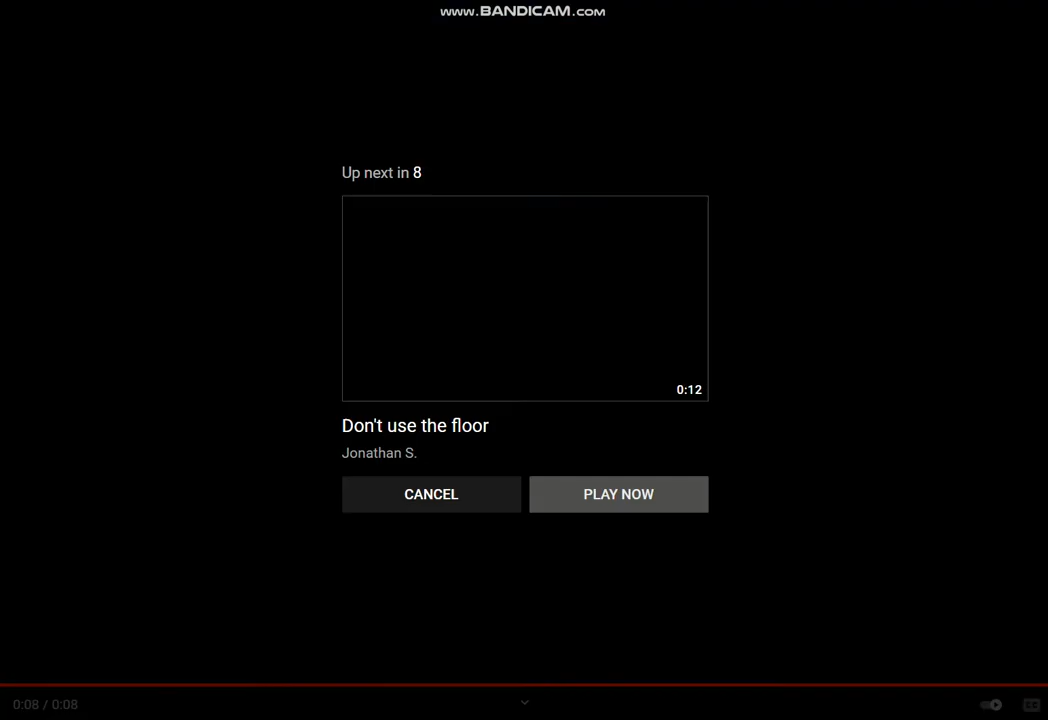 www.BANDICAM.com
Up next in 8
0:12
Don't use the floor
Jonathan S.
CANCEL
PLAY NOW
0:08 / 0:08
CC